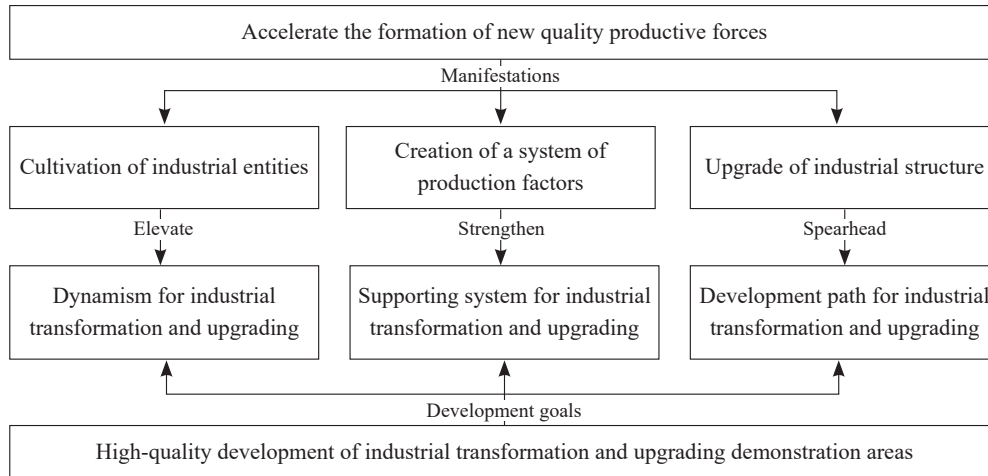 Accelerate the formation of new quality productive forces
Manifestations
Cultivation of industrial entities
Creation of a system of
production factors
Upgrade of industrial structure
Elevate
Strengthen
Spearhead
Dynamism for industrial
transformation and upgrading
Supporting system for industrial
transformation and upgrading
Development path for industrial
transformation and upgrading
Development goals
High-quality development of industrial transformation and upgrading demonstration areas